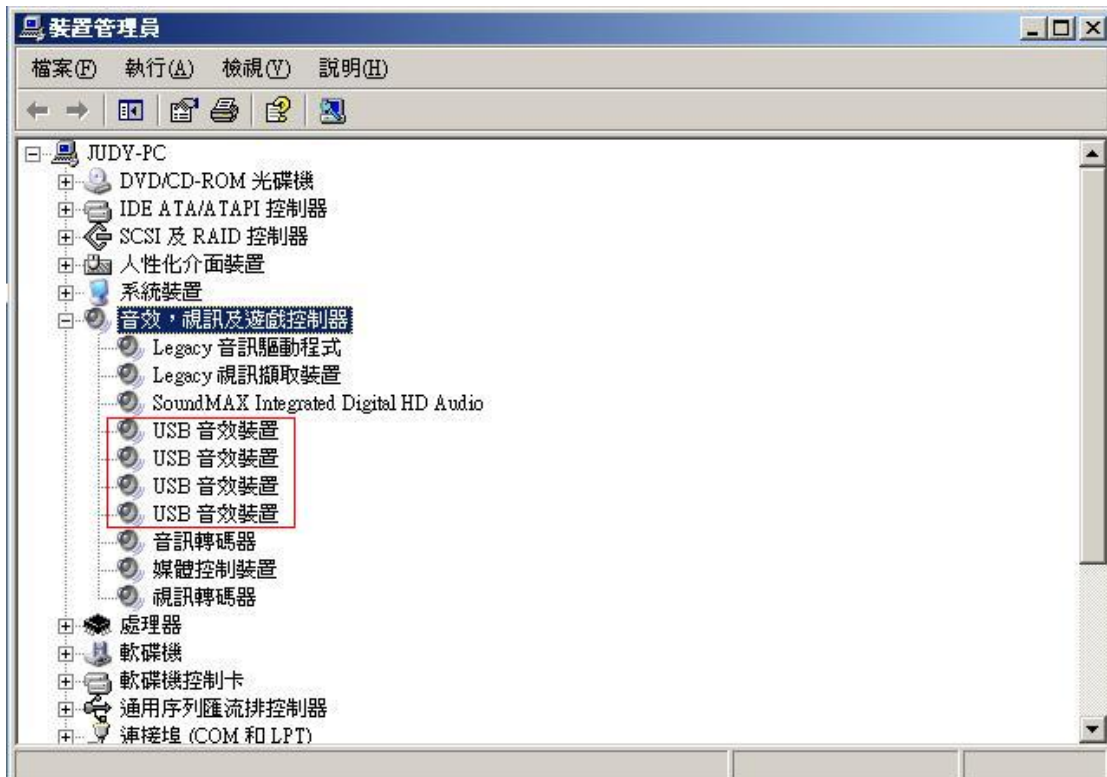 裝置管理員
檔案(F) 執行(A) 檢視(V) 說明(H)
JUDY-PC
DVD/CD-ROM 光碟機
IDE ATA/ATAPI 控制器
SCSI 及 RAID 控制器
人性化介面裝置
系統裝置
音效，視訊及遊戲控制器
Legacy 音訊驅動程式
Legacy 視訊擷取裝置
SoundMAX Integrated Digital HD Audio
USB 音效裝置
USB 音效裝置
USB 音效裝置
USB 音效裝置
音訊轉碼器
媒體控制裝置
視訊轉碼器
處理器
軟碟機
軟碟機控制卡
通用序列匯流排控制器
連接埠 (COM 和 LPT)